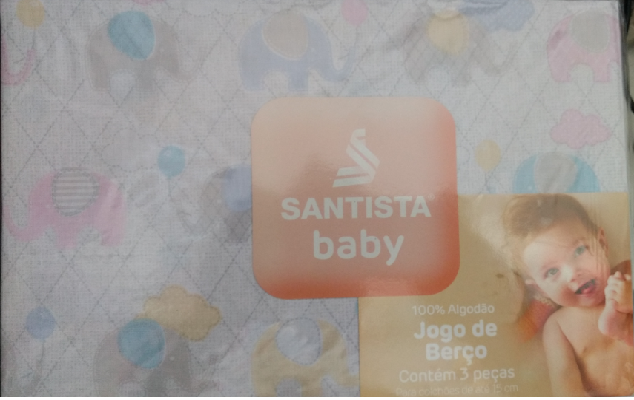 SANTISTA
baby
100% Algodão
Jogo de
Berço
Contém 3 peças